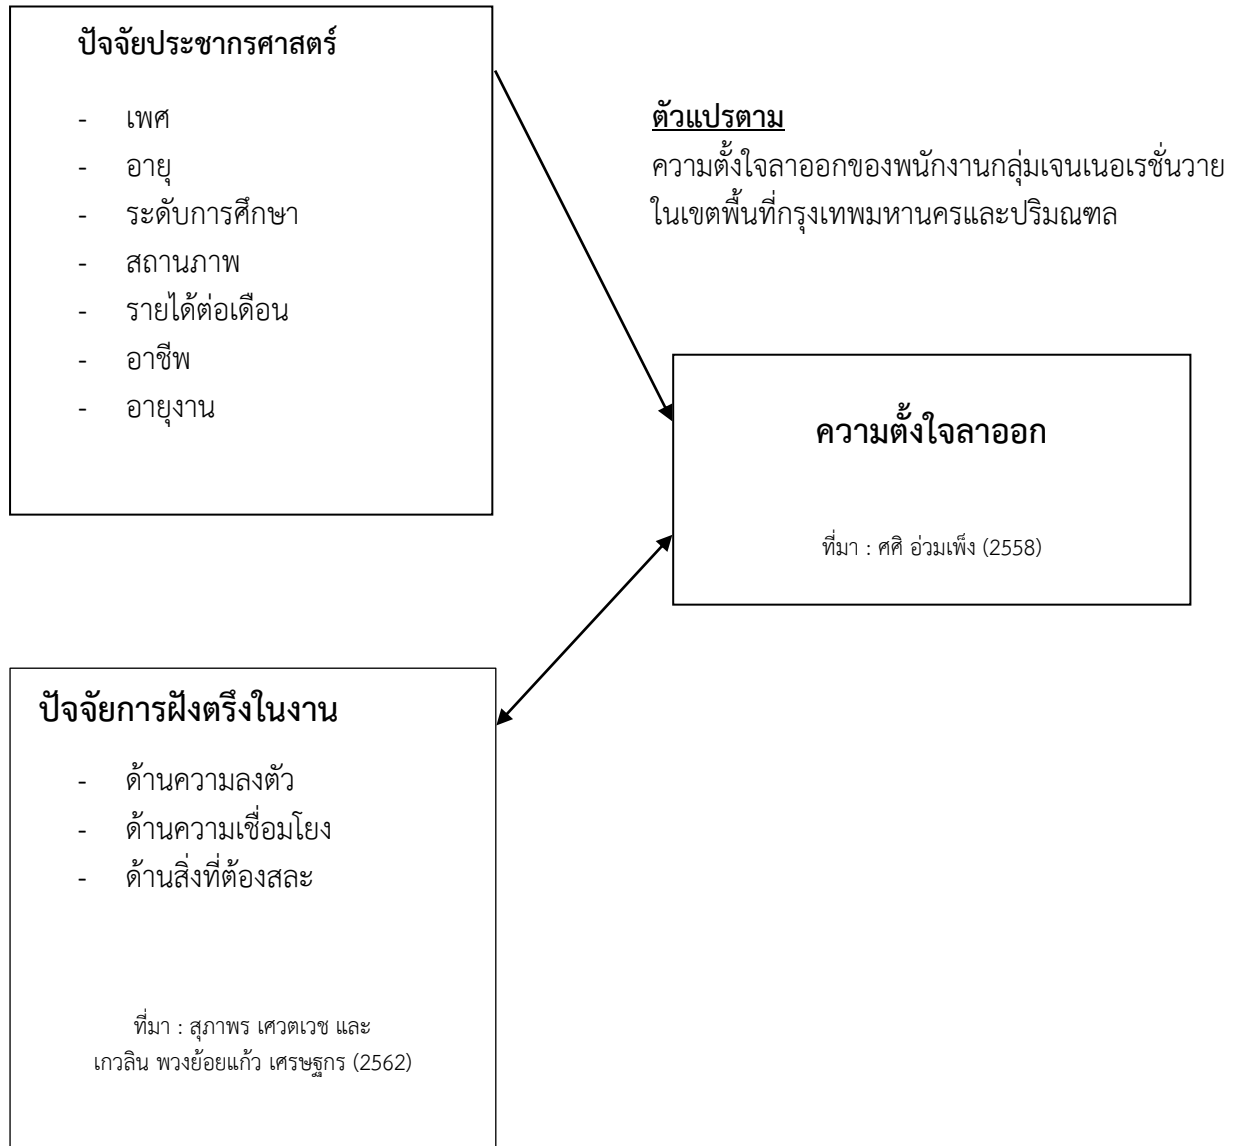 ปัจจัยประชากรศาสตร์
- เพศ
- อายุ
- ระดับการศึกษา
- สถานภาพ
- รายได้ต่อเดือน
- อาชีพ
- อายุงาน
ตัวแปรตาม
ความตั้งใจลาออกของพนักงานกลุ่มเจนเนอเรชั่นวาย
ในเขตพื้นที่กรุงเทพมหานครและปริมณฑล
ความตั้งใจลาออก
ที่มา : ศศิ อ่วมเพ็ง (2558)
ปัจจัยการฝังตรึงในงาน
- ด้านความลงตัว
- ด้านความเชื่อมโยง
- ด้านสิ่งที่ต้องสละ
ที่มา : สุภาพร เศวตเวช และ
เกวลิน พวงย้อยแก้ว เศรษฐกร (2562)